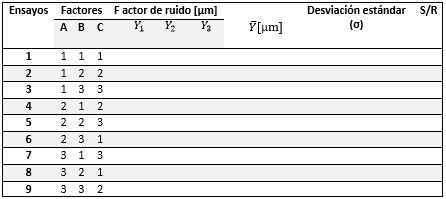 Ensayos Factores F actor de ruido [µm] Ȳ[µm] Desviación estándar (σ) S/R
A B C Y₁ Y₂ Y₃
1 1 1 1
2 1 2 2
3 1 3 3
4 2 1 2
5 2 2 3
6 2 3 1
7 3 1 3
8 3 2 1
9 3 3 2